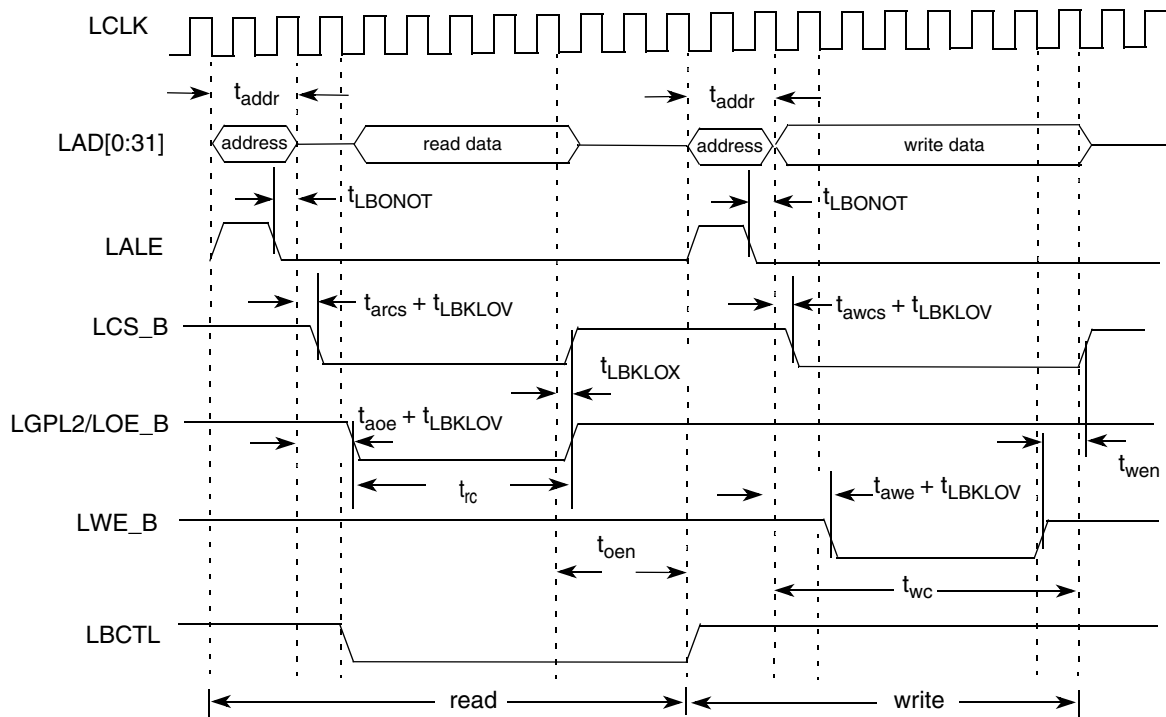 LCLK
t_addr t_addr
LAD[0:31] address read data address write data
t_LBONOT t_LBONOT
LALE
t_arcs + t_LBKLOV t_awcs + t_LBKLOV
LCS_B
t_LBKLOX
t_aoe + t_LBKLOV
LGPL2/LOE_B
t_wen
t_rc t_awe + t_LBKLOV
LWE_B
t_oen
t_wc
LBCTL
read write